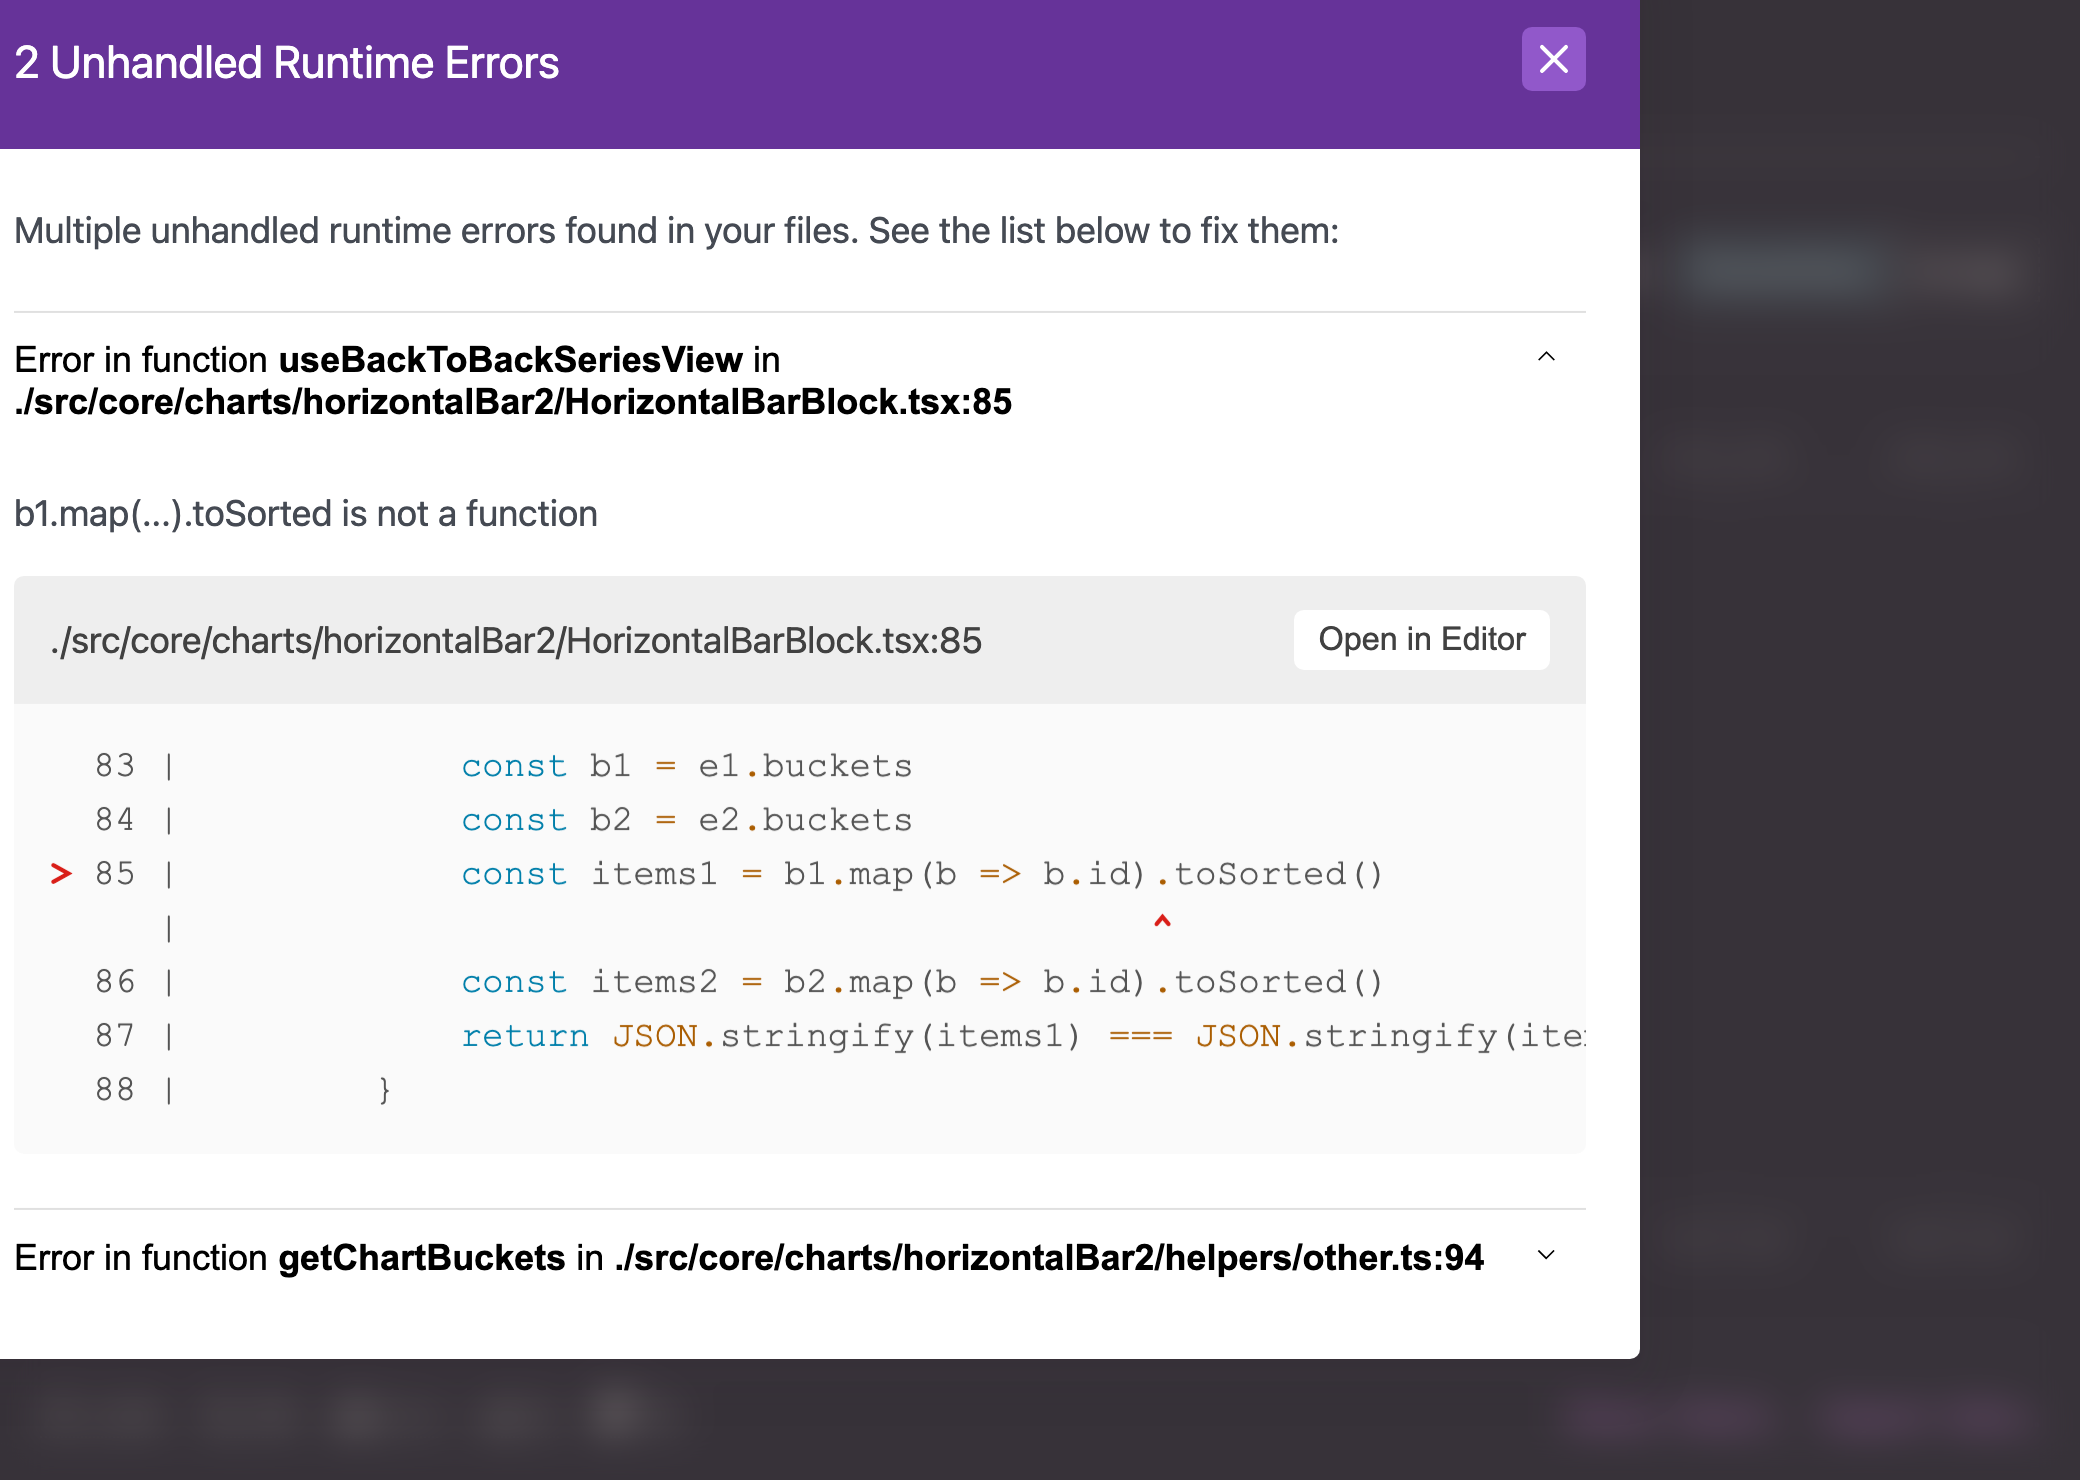 2 Unhandled Runtime Errors
Multiple unhandled runtime errors found in your files. See the list below to fix them:
Error in function useBackToBackSeriesView in
./src/core/charts/horizontalBar2/HorizontalBarBlock.tsx:85
b1.map(...).toSorted is not a function
./src/core/charts/horizontalBar2/HorizontalBarBlock.tsx:85
Open in Editor
83 | const b1 = e1.buckets
84 | const b2 = e2.buckets
> 85 | const items1 = b1.map(b => b.id).toSorted()
| ^
86 | const items2 = b2.map(b => b.id).toSorted()
87 | return JSON.stringify(items1) === JSON.stringify(ite
88 | }
Error in function getChartBuckets in ./src/core/charts/horizontalBar2/helpers/other.ts:94